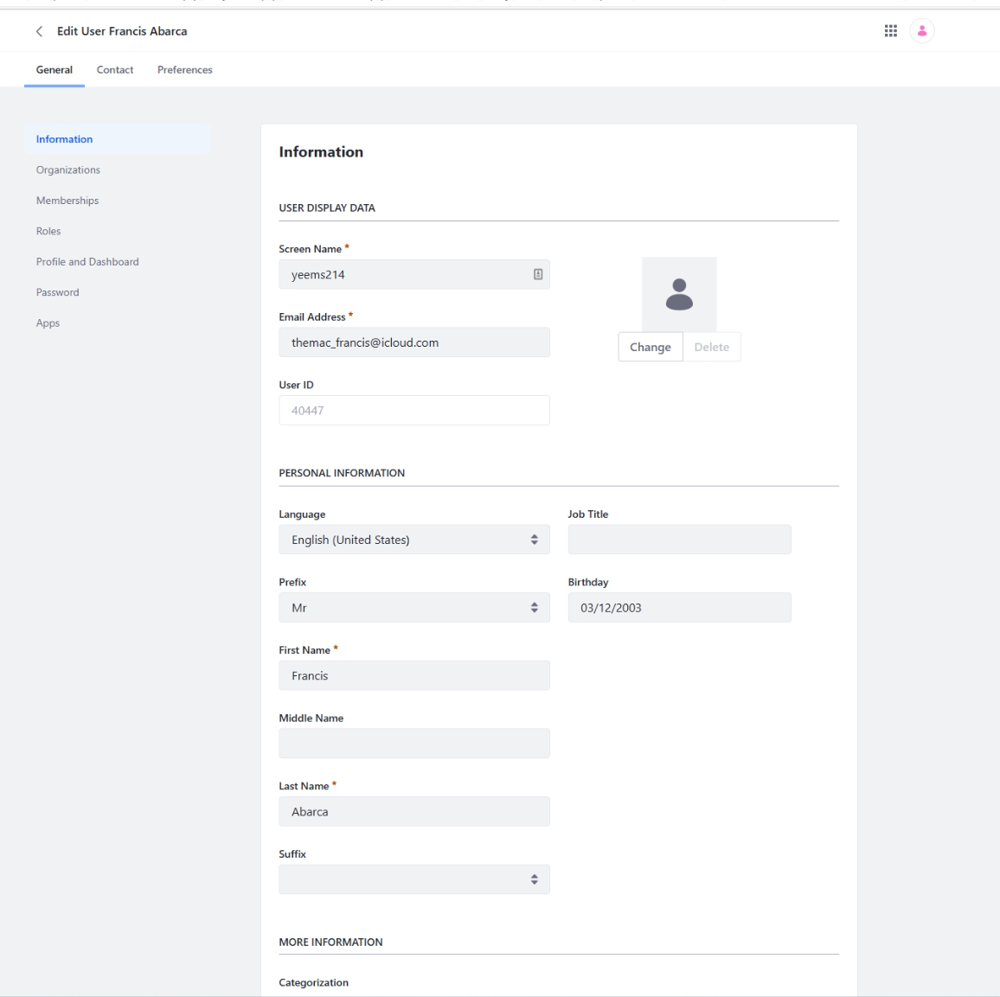 Edit User Francis Abarca
General Contact Preferences
Information
Organizations
Memberships
Roles
Profile and Dashboard
Password
Apps
Information
USER DISPLAY DATA
Screen Name *
yeems214
Email Address *
themac_francis@icloud.com
Change Delete
User ID
40447
PERSONAL INFORMATION
Language Job Title
English (United States)
Prefix Birthday
Mr 03/12/2003
First Name *
Francis
Middle Name
Last Name *
Abarca
Suffix
MORE INFORMATION
Categorization